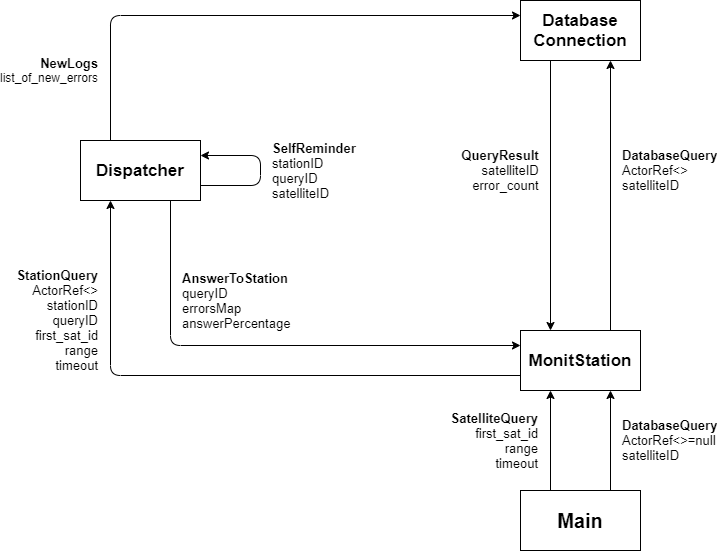 Database
Connection
NewLogs
list_of_new_errors
Dispatcher
SelfReminder
stationID
queryID
satelliteID
QueryResult
satelliteID
error_count
DatabaseQuery
ActorRef<>
satelliteID
StationQuery
ActorRef<>
stationID
queryID
first_sat_id
range
timeout
AnswerToStation
queryID
errorsMap
answerPercentage
MonitStation
SatelliteQuery
first_sat_id
range
timeout
DatabaseQuery
ActorRef<>=null
satelliteID
Main